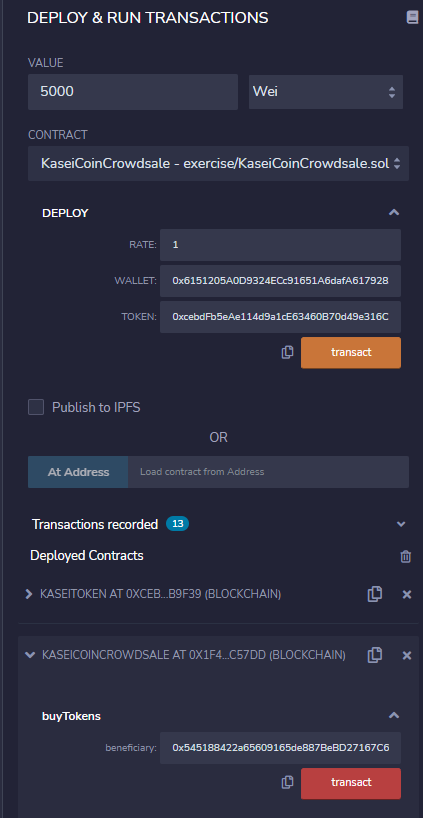 DEPLOY & RUN TRANSACTIONS
VALUE
5000 Wei
CONTRACT
KaseiCoinCrowdsale - exercise/KaseiCoinCrowdsale.sol
DEPLOY
RATE: 1
WALLET: 0x6151205A0D9324ECc91651A6dafA617928
TOKEN: 0xcebdFb5eAe114d9a1cE63460B70d49e316C
transact
Publish to IPFS
OR
At Address Load contract from Address
Transactions recorded 13
Deployed Contracts
KASEITOKEN AT 0XCEB...B9F39 (BLOCKCHAIN)
KASEICOINCROWDSALE AT 0X1F4...C57DD (BLOCKCHAIN)
buyTokens
beneficiary: 0x545188422a65609165de887BeBD27167C6
transact